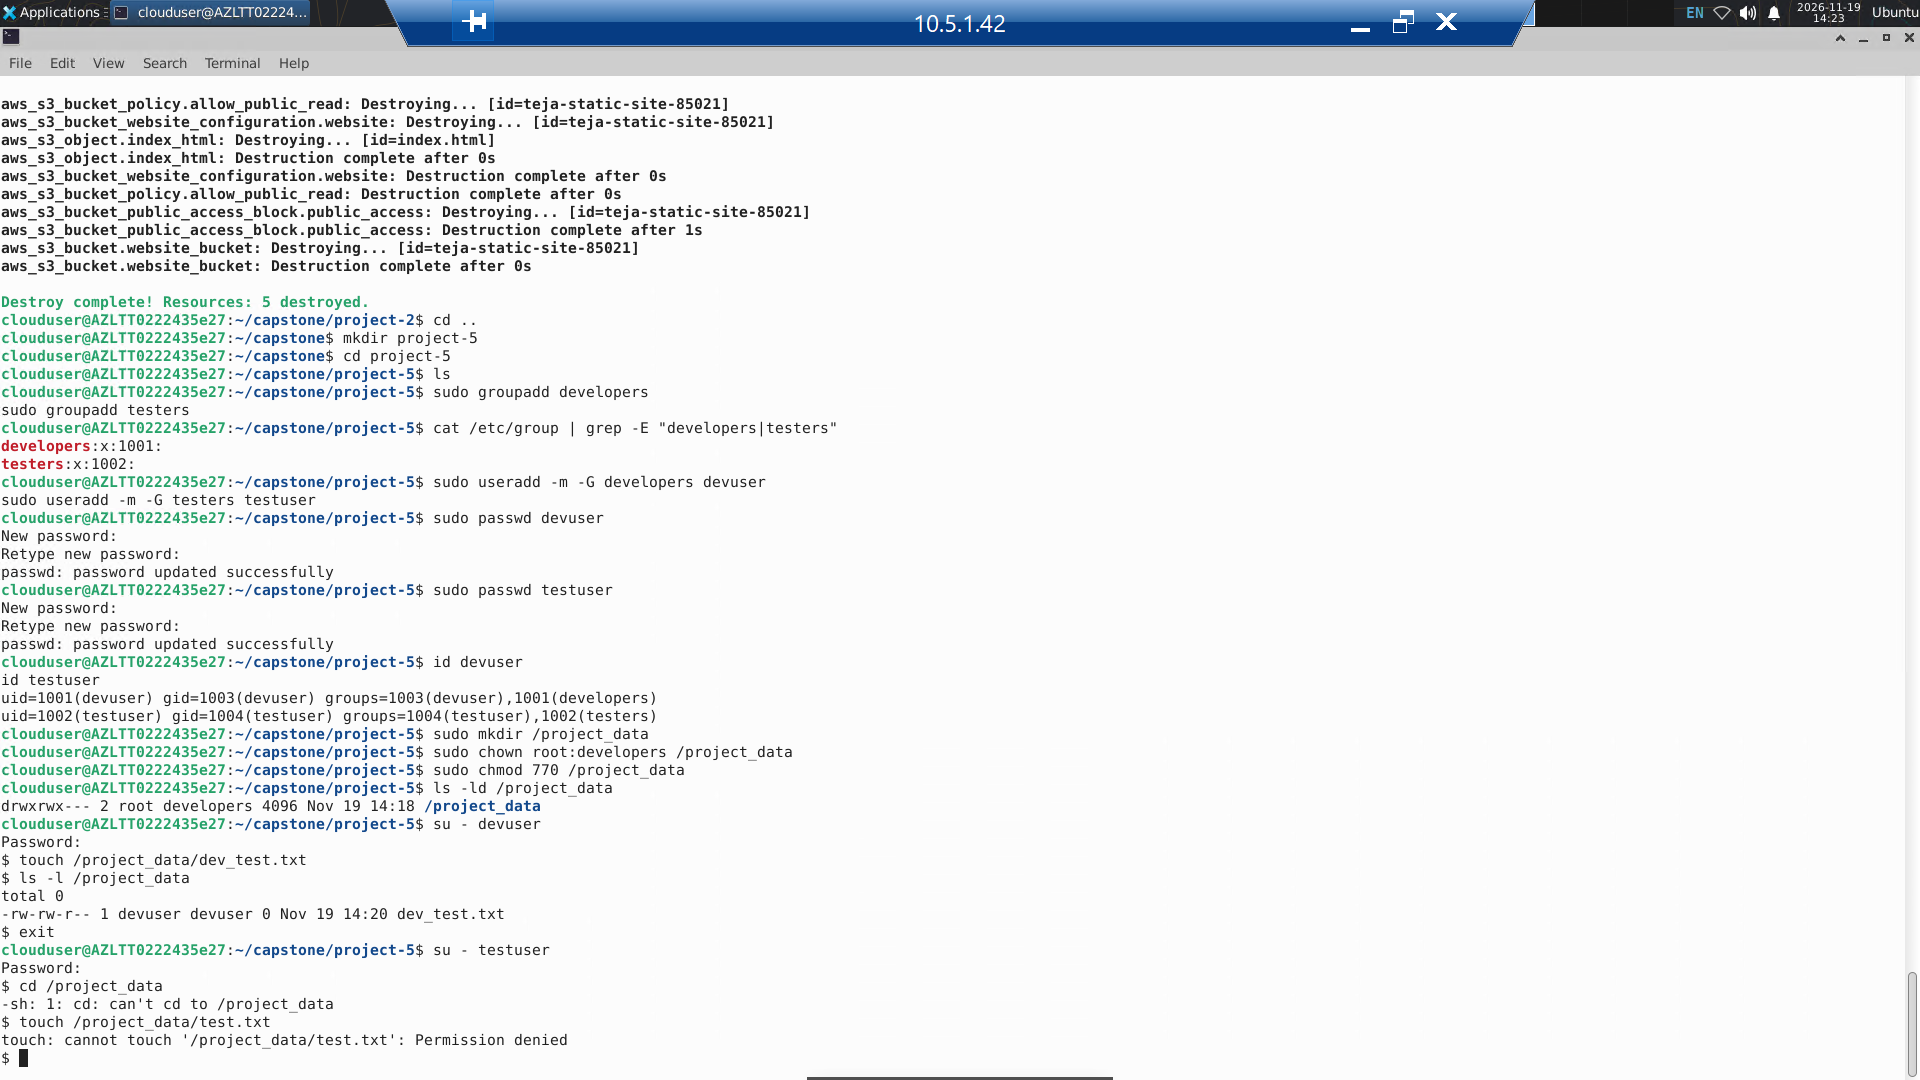 Applications
clouduser@AZLTT02224...
10.5.1.42
EN
2026-11-19
14:23
Ubuntu
File Edit View Search Terminal Help
aws_s3_bucket_policy.allow_public_read: Destroying... [id=teja-static-site-85021]
aws_s3_bucket_website_configuration.website: Destroying... [id=teja-static-site-85021]
aws_s3_object.index_html: Destroying... [id=index.html]
aws_s3_object.index_html: Destruction complete after 0s
aws_s3_bucket_website_configuration.website: Destruction complete after 0s
aws_s3_bucket_policy.allow_public_read: Destruction complete after 0s
aws_s3_bucket_public_access_block.public_access: Destroying... [id=teja-static-site-85021]
aws_s3_bucket_public_access_block.public_access: Destruction complete after 1s
aws_s3_bucket.website_bucket: Destroying... [id=teja-static-site-85021]
aws_s3_bucket.website_bucket: Destruction complete after 0s
Destroy complete! Resources: 5 destroyed.
clouduser@AZLTT0222435e27:~/capstone/project-2$ cd ..
clouduser@AZLTT0222435e27:~/capstone$ mkdir project-5
clouduser@AZLTT0222435e27:~/capstone$ cd project-5
clouduser@AZLTT0222435e27:~/capstone/project-5$ ls
clouduser@AZLTT0222435e27:~/capstone/project-5$ sudo groupadd developers
sudo groupadd testers
clouduser@AZLTT0222435e27:~/capstone/project-5$ cat /etc/group | grep -E "developers|testers"
developers:x:1001:
testers:x:1002:
clouduser@AZLTT0222435e27:~/capstone/project-5$ sudo useradd -m -G developers devuser
sudo useradd -m -G testers testuser
clouduser@AZLTT0222435e27:~/capstone/project-5$ sudo passwd devuser
New password:
Retype new password:
passwd: password updated successfully
clouduser@AZLTT0222435e27:~/capstone/project-5$ sudo passwd testuser
New password:
Retype new password:
passwd: password updated successfully
clouduser@AZLTT0222435e27:~/capstone/project-5$ id devuser
id testuser
uid=1001(devuser) gid=1003(devuser) groups=1003(devuser),1001(developers)
uid=1002(testuser) gid=1004(testuser) groups=1004(testuser),1002(testers)
clouduser@AZLTT0222435e27:~/capstone/project-5$ sudo mkdir /project_data
clouduser@AZLTT0222435e27:~/capstone/project-5$ sudo chown root:developers /project_data
clouduser@AZLTT0222435e27:~/capstone/project-5$ sudo chmod 770 /project_data
clouduser@AZLTT0222435e27:~/capstone/project-5$ ls -ld /project_data
drwxrwx--- 2 root developers 4096 Nov 19 14:18 /project_data
clouduser@AZLTT0222435e27:~/capstone/project-5$ su - devuser
Password:
$ touch /project_data/dev_test.txt
$ ls -l /project_data
total 0
-rw-rw-r-- 1 devuser devuser 0 Nov 19 14:20 dev_test.txt
$ exit
clouduser@AZLTT0222435e27:~/capstone/project-5$ su - testuser
Password:
$ cd /project_data
-sh: 1: cd: can't cd to /project_data
$ touch /project_data/test.txt
touch: cannot touch '/project_data/test.txt': Permission denied
$